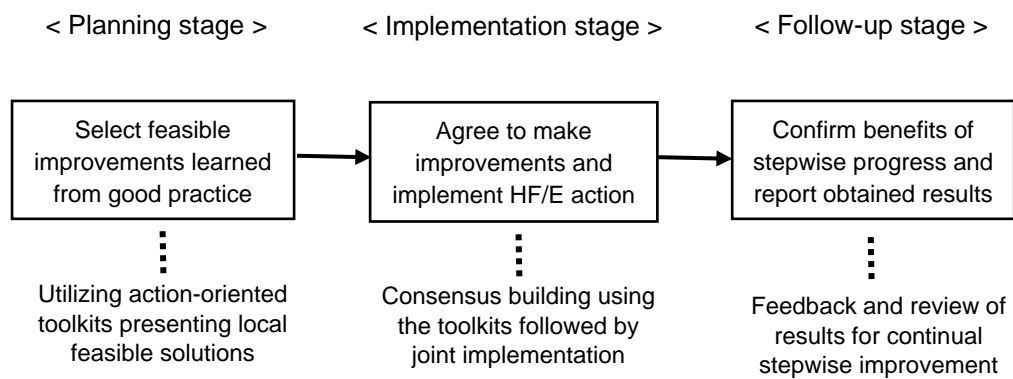 < Planning stage >
< Implementation stage >
< Follow-up stage >
Select feasible
improvements learned
from good practice
Agree to make
improvements and
implement HF/E action
Confirm benefits of
stepwise progress and
report obtained results
Utilizing action-oriented
toolkits presenting local
feasible solutions
Consensus building using
the toolkits followed by
joint implementation
Feedback and review of
results for continual
stepwise improvement